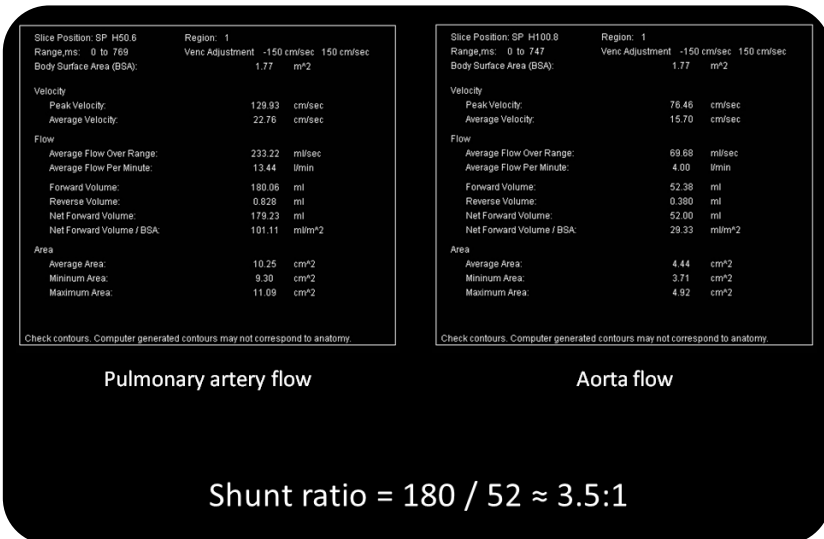 Slice Position: SP H50.6 Region: 1
Range,ms: 0 to 769 Venc Adjustment -150 cm/sec 150 cm/sec
Body Surface Area (BSA): 1.77 m^2
Velocity
Peak Velocity: 129.93 cm/sec
Average Velocity: 22.76 cm/sec
Flow
Average Flow Over Range: 233.22 ml/sec
Average Flow Per Minute: 13.44 l/min
Forward Volume: 180.06 ml
Reverse Volume: 0.828 ml
Net Forward Volume: 179.23 ml
Net Forward Volume / BSA: 101.11 ml/m^2
Area
Average Area: 10.25 cm^2
Mininum Area: 9.30 cm^2
Maximum Area: 11.09 cm^2
Check contours. Computer generated contours may not correspond to anatomy.
Pulmonary artery flow
Slice Position: SP H100.8 Region: 1
Range,ms: 0 to 747 Venc Adjustment -150 cm/sec 150 cm/sec
Body Surface Area (BSA): 1.77 m^2
Velocity
Peak Velocity: 76.46 cm/sec
Average Velocity: 15.70 cm/sec
Flow
Average Flow Over Range: 69.68 ml/sec
Average Flow Per Minute: 4.00 l/min
Forward Volume: 52.38 ml
Reverse Volume: 0.380 ml
Net Forward Volume: 52.00 ml
Net Forward Volume / BSA: 29.33 ml/m^2
Area
Average Area: 4.44 cm^2
Mininum Area: 3.71 cm^2
Maximum Area: 4.92 cm^2
Check contours. Computer generated contours may not correspond to anatomy.
Aorta flow
Shunt ratio = 180 / 52 ≈ 3.5:1